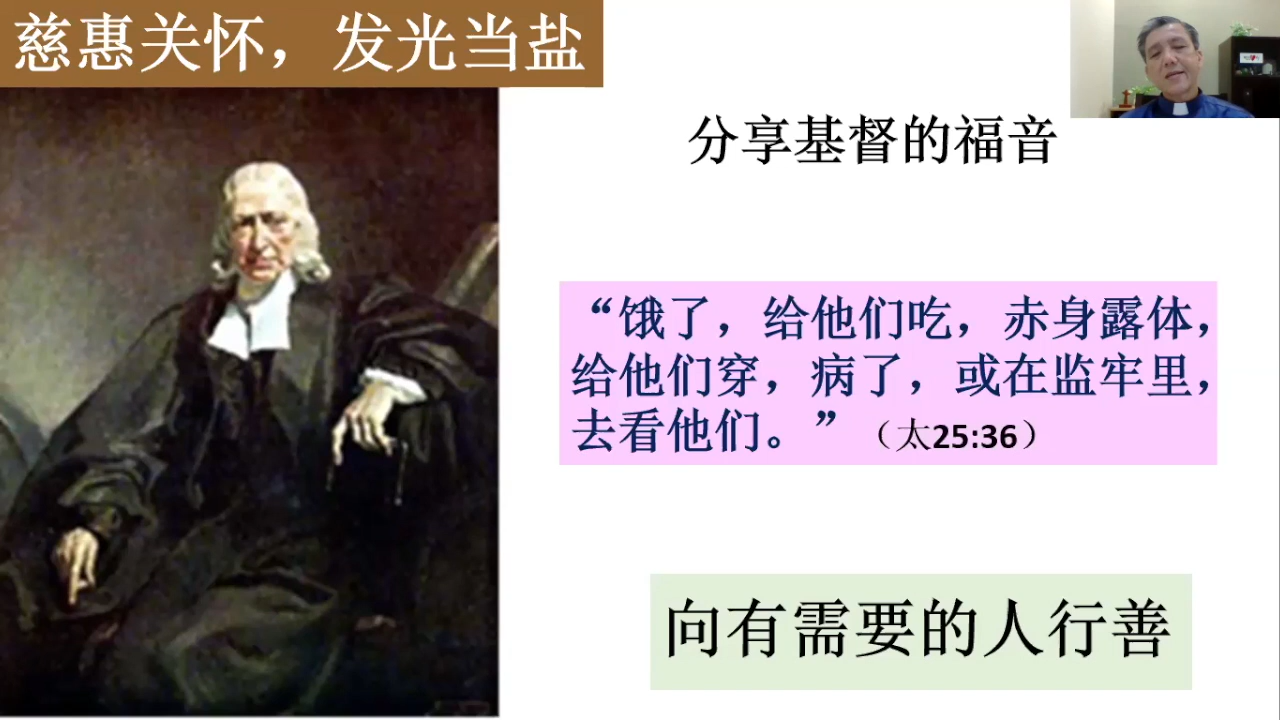 慈惠关怀，发光当盐
分享基督的福音
“饿了，给他们吃，赤身露体，
给他们穿，病了，或在监牢里，
去看他们。”（太25:36）
向有需要的人行善